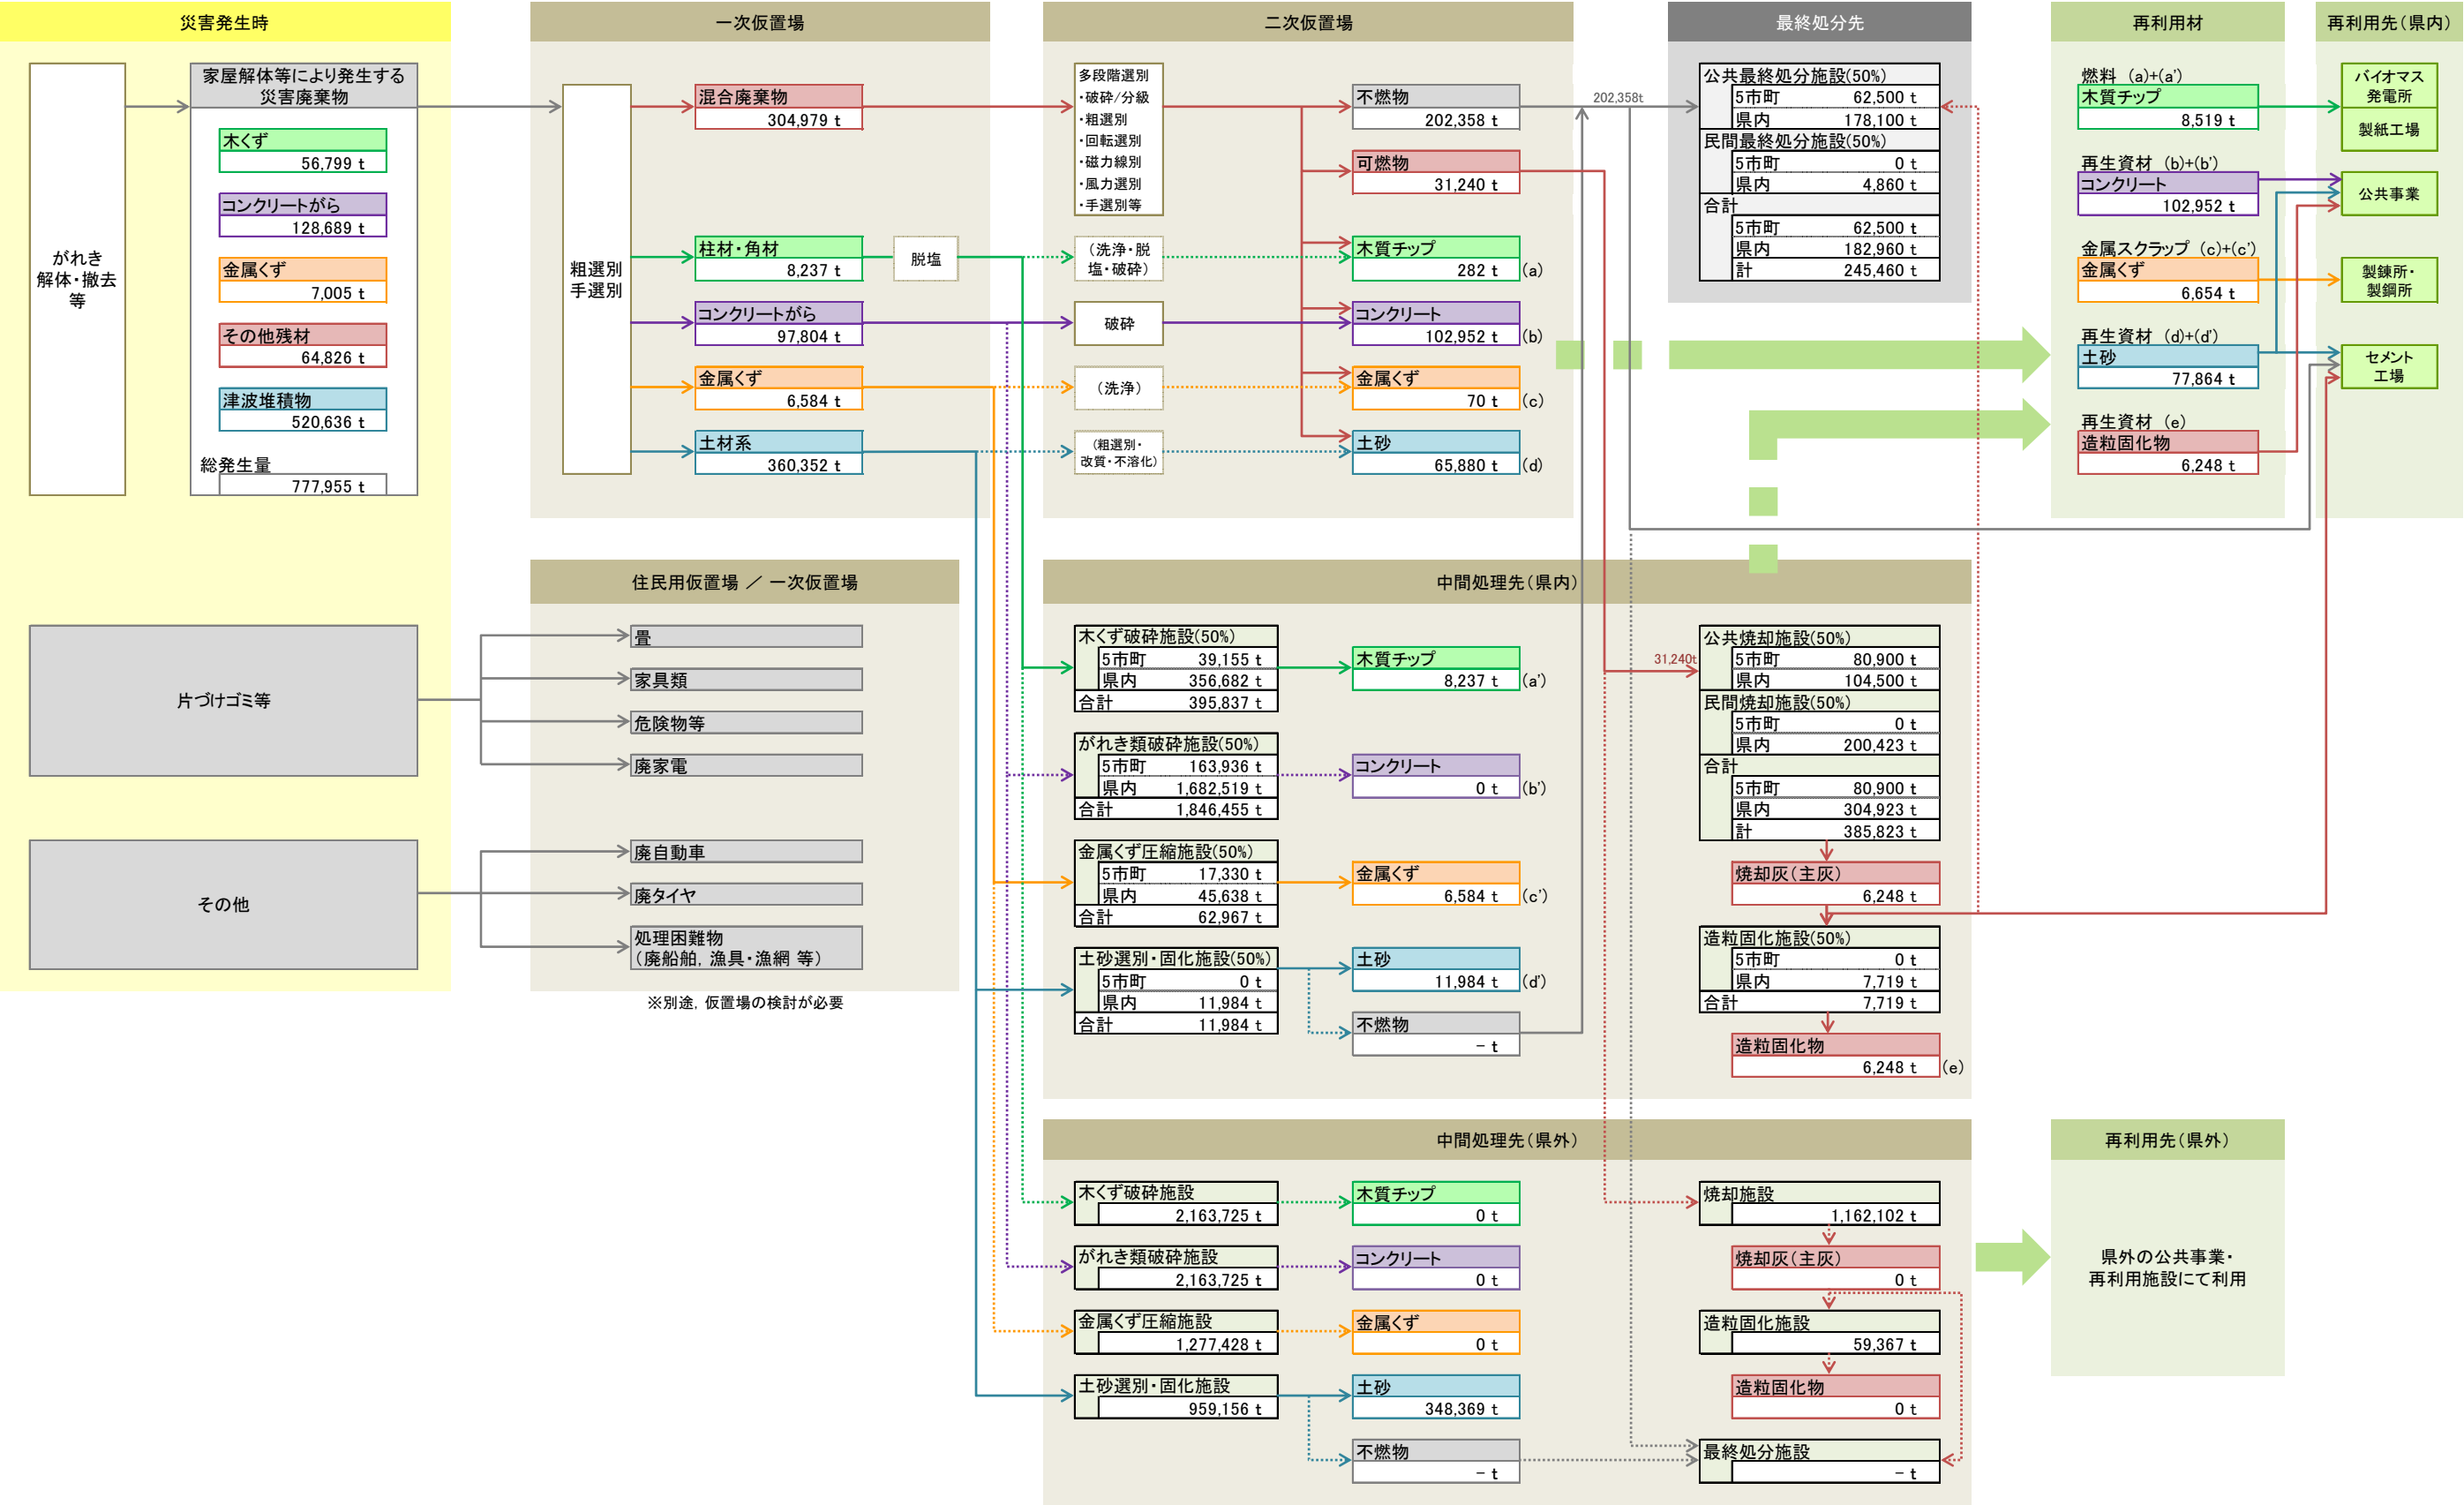 災害発生時
がれき
解体・撤去
等
家屋解体等により発生する
災害廃棄物
木くず
56,799 t
コンクリートがら
128,689 t
金属くず
7,005 t
その他残材
64,826 t
津波堆積物
520,636 t
総発生量
777,955 t
片づけゴミ等
その他
一次仮置場
粗選別
手選別
混合廃棄物
304,979 t
柱材・角材
8,237 t
脱塩
コンクリートがら
97,804 t
金属くず
6,584 t
土材系
360,352 t
住民用仮置場 ／ 一次仮置場
畳
家具類
危険物等
廃家電
廃自動車
廃タイヤ
処理困難物
（廃船舶，漁具・漁網 等）
※別途，仮置場の検討が必要
二次仮置場
多段階選別
・破砕/分級
・粗選別
・回転選別
・磁力線別
・風力選別
・手選別等
（洗浄・脱
塩・破砕）
破砕
（洗浄）
（粗選別・
改質・不溶化）
不燃物
202,358 t
可燃物
31,240 t
木質チップ
282 t (a)
コンクリート
102,952 t (b)
金属くず
70 t (c)
土砂
65,880 t (d)
202,358t
最終処分先
公共最終処分施設(50%)
5市町 62,500 t
県内 178,100 t
民間最終処分施設(50%)
5市町 0 t
県内 4,860 t
合計
5市町 62,500 t
県内 182,960 t
計 245,460 t
再利用材
燃料 (a)+(a')
木質チップ
8,519 t
再生資材 (b)+(b')
コンクリート
102,952 t
金属スクラップ (c)+(c')
金属くず
6,654 t
再生資材 (d)+(d')
土砂
77,864 t
再生資材 (e)
造粒固化物
6,248 t
再利用先（県内）
バイオマス
発電所
製紙工場
公共事業
製錬所・
製鋼所
セメント
工場
中間処理先（県内）
木くず破砕施設(50%)
5市町 39,155 t
県内 356,682 t
合計 395,837 t
がれき類破砕施設(50%)
5市町 163,936 t
県内 1,682,519 t
合計 1,846,455 t
金属くず圧縮施設(50%)
5市町 17,330 t
県内 45,638 t
合計 62,967 t
土砂選別・固化施設(50%)
5市町 0 t
県内 11,984 t
合計 11,984 t
木質チップ
8,237 t (a')
コンクリート
0 t (b')
金属くず
6,584 t (c')
土砂
11,984 t (d')
不燃物
− t
31,240t
公共焼却施設(50%)
5市町 80,900 t
県内 104,500 t
民間焼却施設(50%)
5市町 0 t
県内 200,423 t
合計
5市町 80,900 t
県内 304,923 t
計 385,823 t
焼却灰（主灰）
6,248 t
造粒固化施設(50%)
5市町 0 t
県内 7,719 t
合計 7,719 t
造粒固化物
6,248 t (e)
中間処理先（県外）
木くず破砕施設
2,163,725 t
がれき類破砕施設
2,163,725 t
金属くず圧縮施設
1,277,428 t
土砂選別・固化施設
959,156 t
木質チップ
0 t
コンクリート
0 t
金属くず
0 t
土砂
348,369 t
不燃物
− t
焼却施設
1,162,102 t
焼却灰（主灰）
0 t
造粒固化施設
59,367 t
造粒固化物
0 t
最終処分施設
− t
再利用先（県外）
県外の公共事業・
再利用施設にて利用